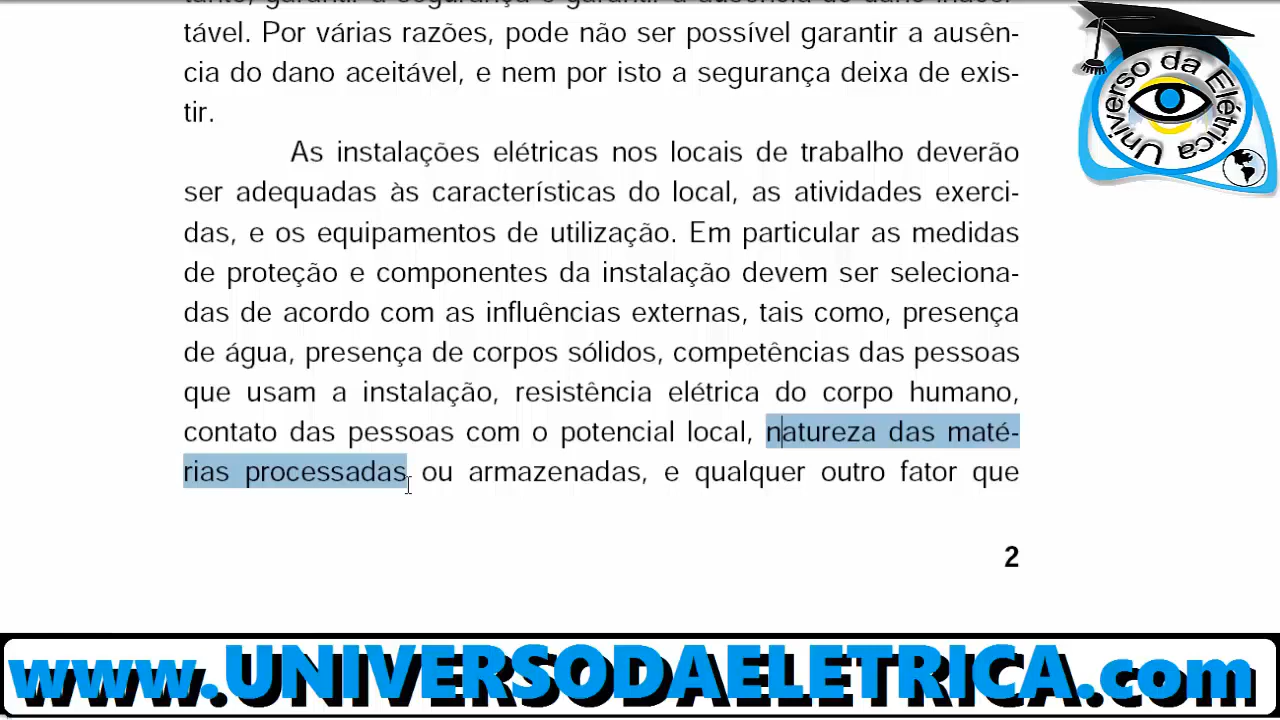 tável. Por várias razões, pode não ser possível garantir a ausên-
cia do dano aceitável, e nem por isto a segurança deixa de exis-
tir.
As instalações elétricas nos locais de trabalho deverão
ser adequadas às características do local, as atividades exerci-
das, e os equipamentos de utilização. Em particular as medidas
de proteção e componentes da instalação devem ser seleciona-
das de acordo com as influências externas, tais como, presença
de água, presença de corpos sólidos, competências das pessoas
que usam a instalação, resistência elétrica do corpo humano,
contato das pessoas com o potencial local, natureza das maté-
rias processadas ou armazenadas, e qualquer outro fator que
2
Universo da Elétrica
www.UNIVERSODAELETRICA.com